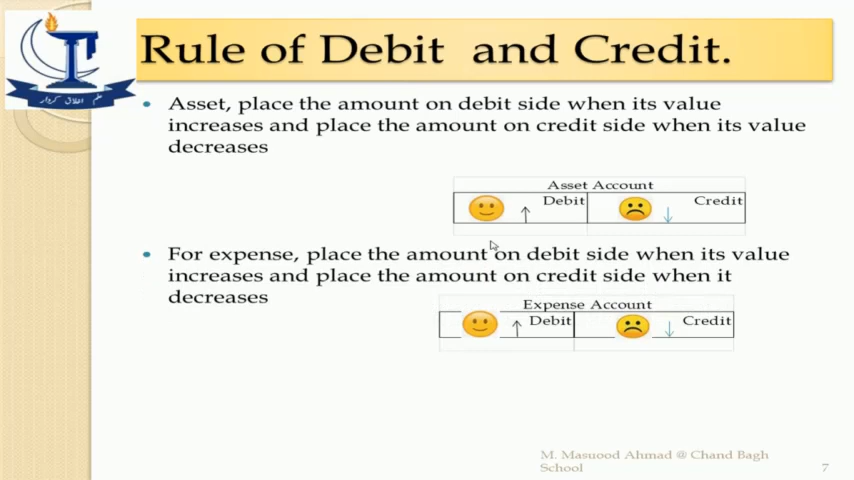 Rule of Debit and Credit.
علم اخلاق کردار
• Asset, place the amount on debit side when its value
increases and place the amount on credit side when its value
decreases
Asset Account
Debit Credit
• For expense, place the amount on debit side when its value
increases and place the amount on credit side when it
decreases
Expense Account
Debit Credit
M. Masuood Ahmad @ Chand Bagh
School 7